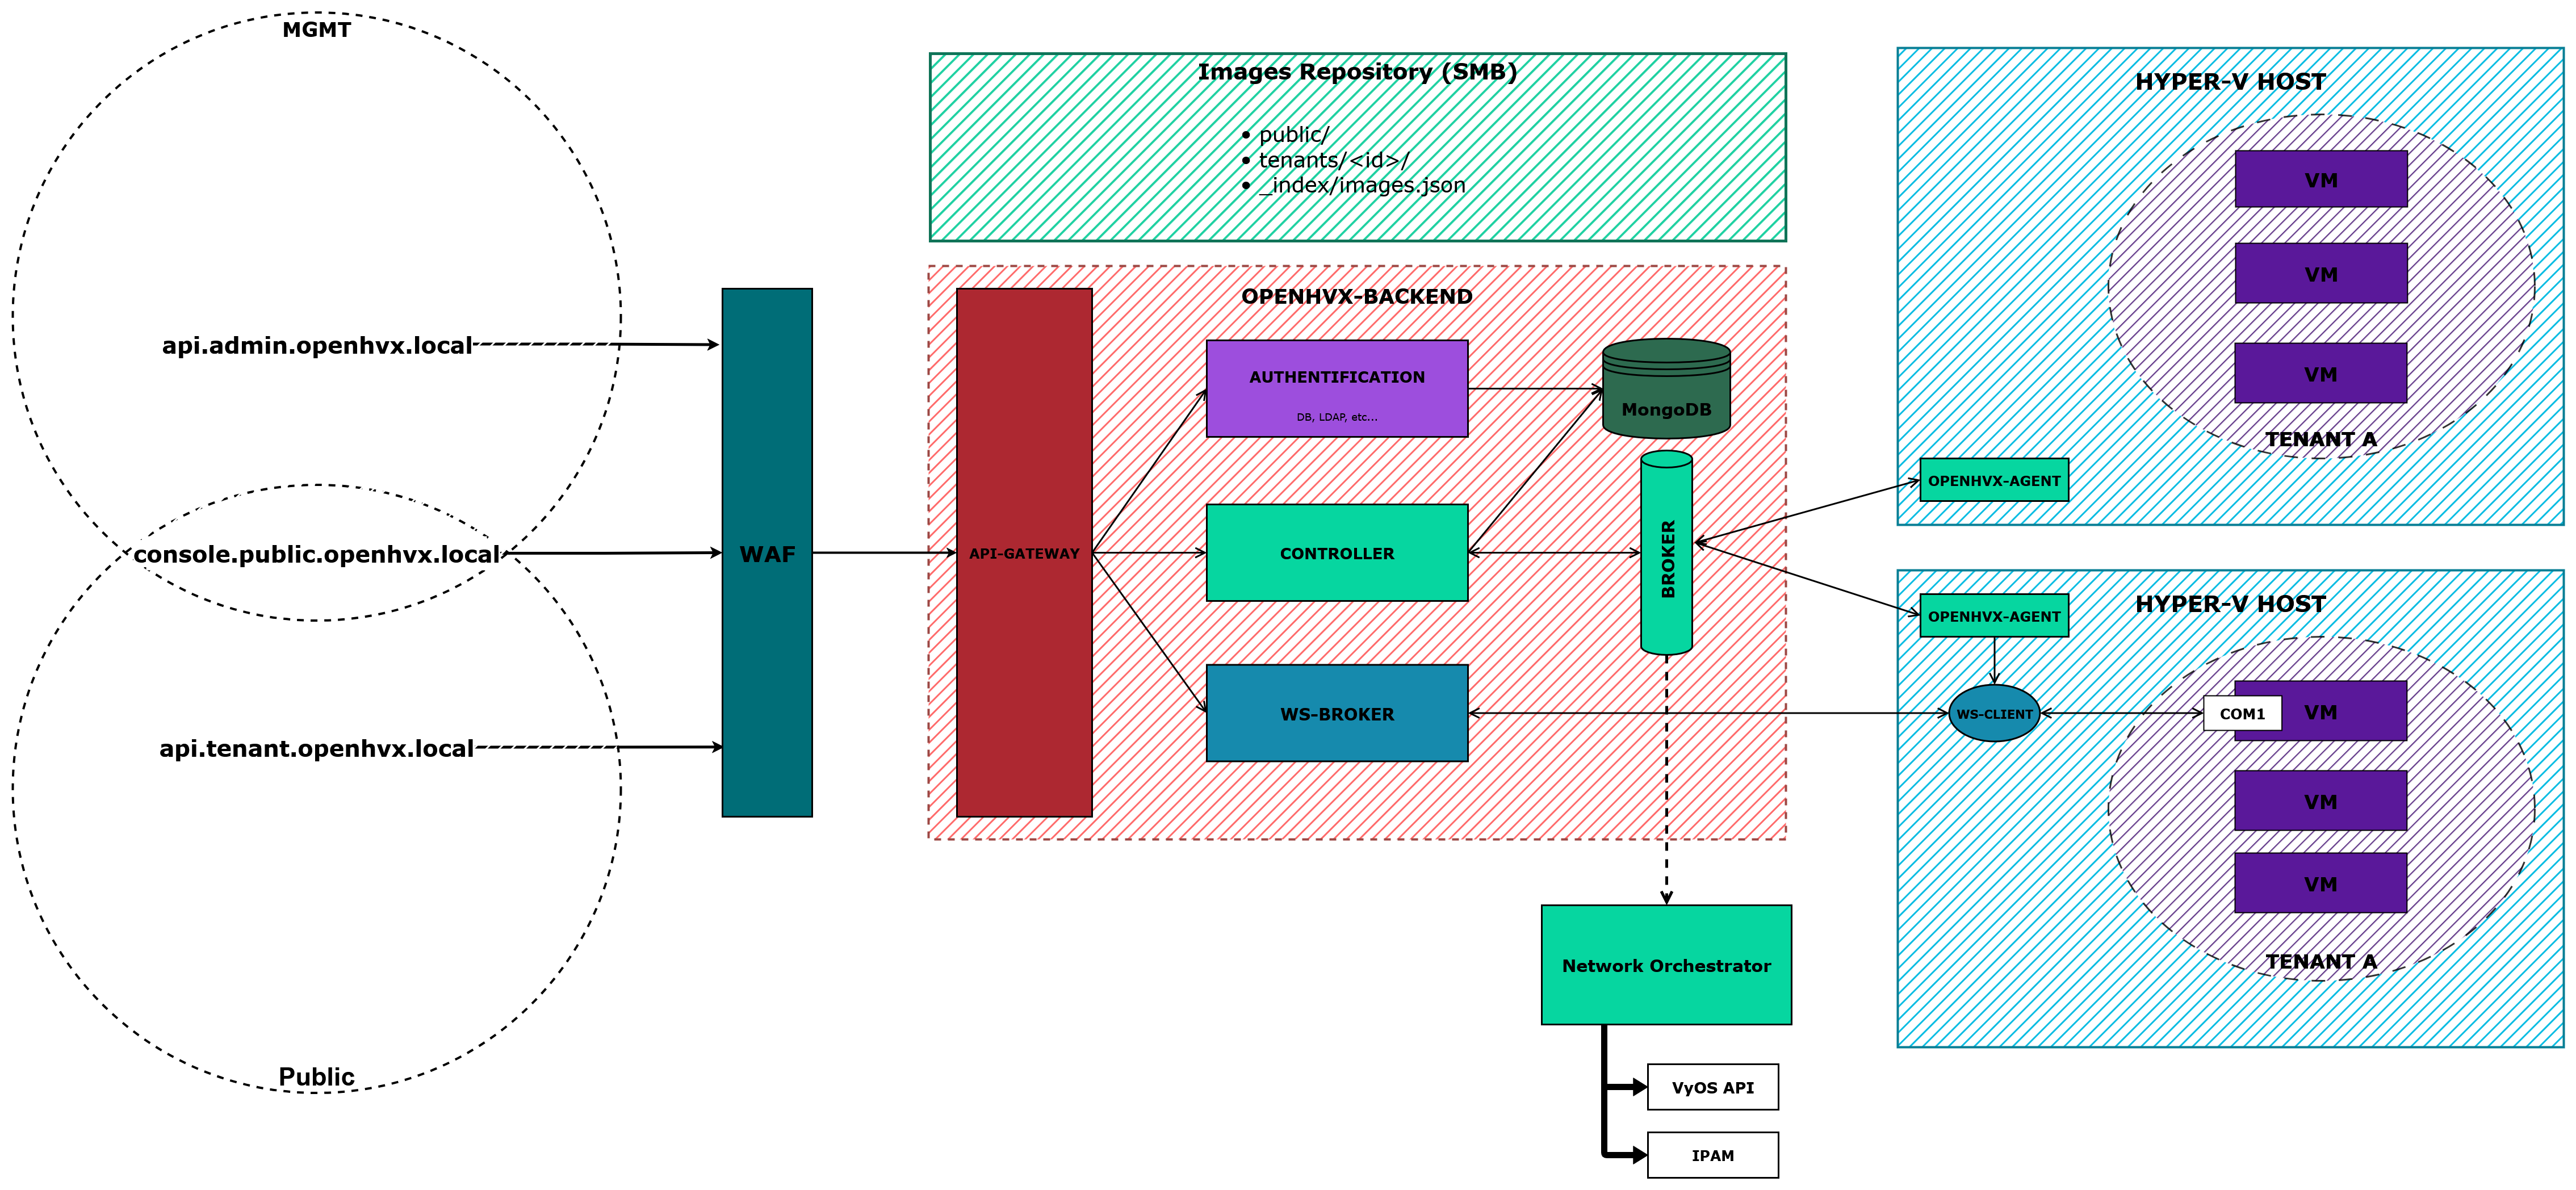 MGMT
api.admin.openhvx.local
console.public.openhvx.local
api.tenant.openhvx.local
Public
WAF
Images Repository (SMB)
• public/
• tenants/<id>/
• _index/images.json
OPENHVX-BACKEND
API-GATEWAY
AUTHENTIFICATION
DB, LDAP, etc...
CONTROLLER
WS-BROKER
MongoDB
BROKER
Network Orchestrator
VyOS API
IPAM
HYPER-V HOST
VM
VM
VM
TENANT A
OPENHVX-AGENT
HYPER-V HOST
OPENHVX-AGENT
WS-CLIENT
COM1
VM
VM
VM
TENANT A